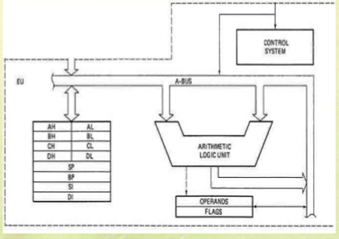 CONTROL
SYSTEM
EU
A-BUS
AH AL
BH BL
CH CL
DH DL
SP
BP
SI
DI
ARITHMETIC
LOGIC UNIT
OPERANDS
FLAGS